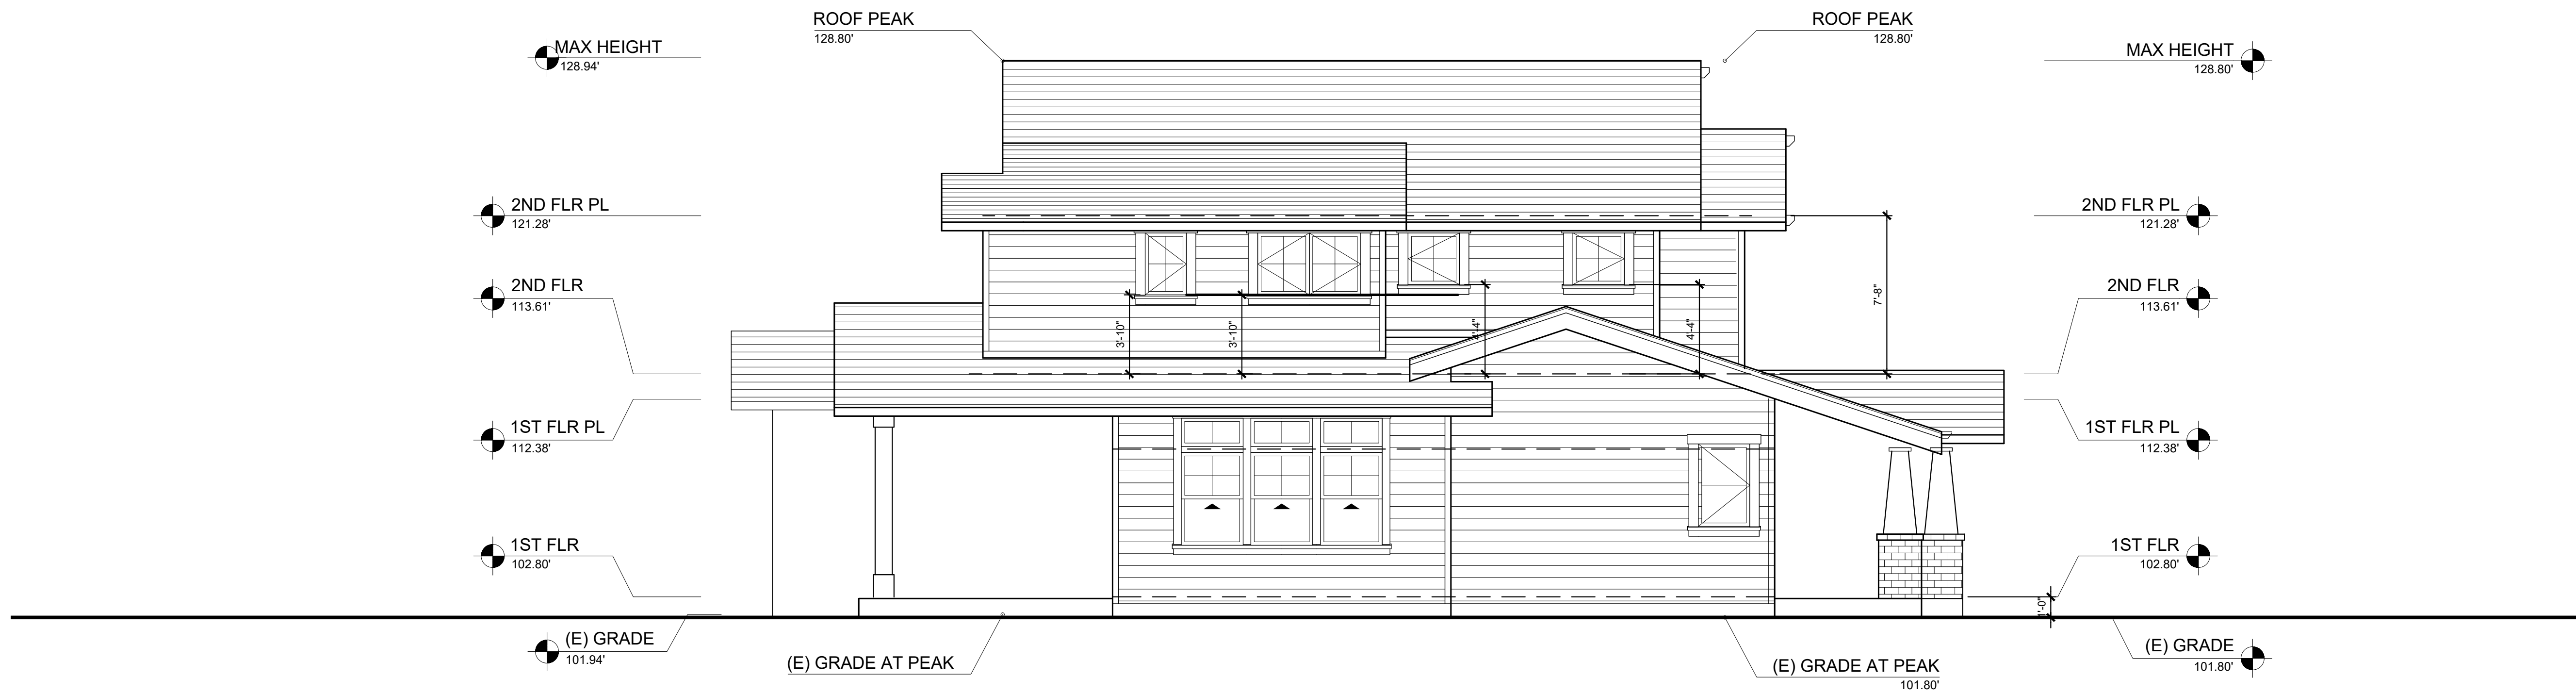 ROOF PEAK
128.80'
ROOF PEAK
128.80'
MAX HEIGHT
128.94'
MAX HEIGHT
128.80'
2ND FLR PL
121.28'
2ND FLR PL
121.28'
2ND FLR
113.61'
3'-10"
3'-10"
4'-4"
4'-4"
7'-8"
2ND FLR
113.61'
1ST FLR PL
112.38'
1ST FLR PL
112.38'
1ST FLR
102.80'
1ST FLR
102.80'
1'-0"
(E) GRADE
101.94'
(E) GRADE AT PEAK
(E) GRADE AT PEAK
101.80'
(E) GRADE
101.80'